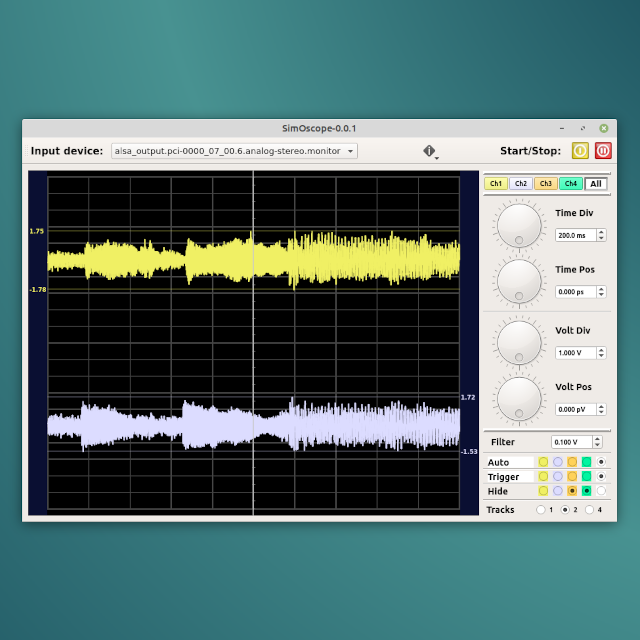 SimOscope-0.0.1
Input device: alsa_output.pci-0000_07_00.6.analog-stereo.monitor Start/Stop:
Ch1 Ch2 Ch3 Ch4 All
Time Div
200.0 ms
Time Pos
0.000 ps
Volt Div
1.000 V
Volt Pos
0.000 pV
Filter 0.100 V
Auto
Trigger
Hide
Tracks 1 2 4
1.75
-1.78
1.72
-1.53